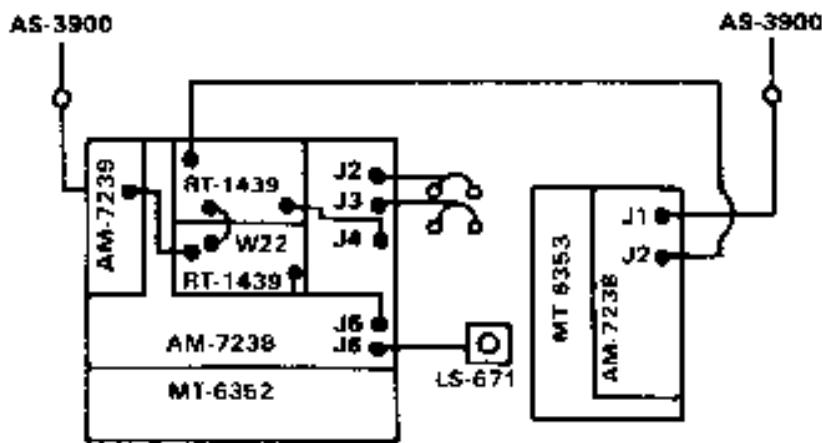 AS-3900
AS-3900
AM-7239
RT-1439
J2
J3
W22
J4
RT-1439
J5
J6
AM-7239
MT-6352
LS-671
MT 6353
AM-7238
J1
J2